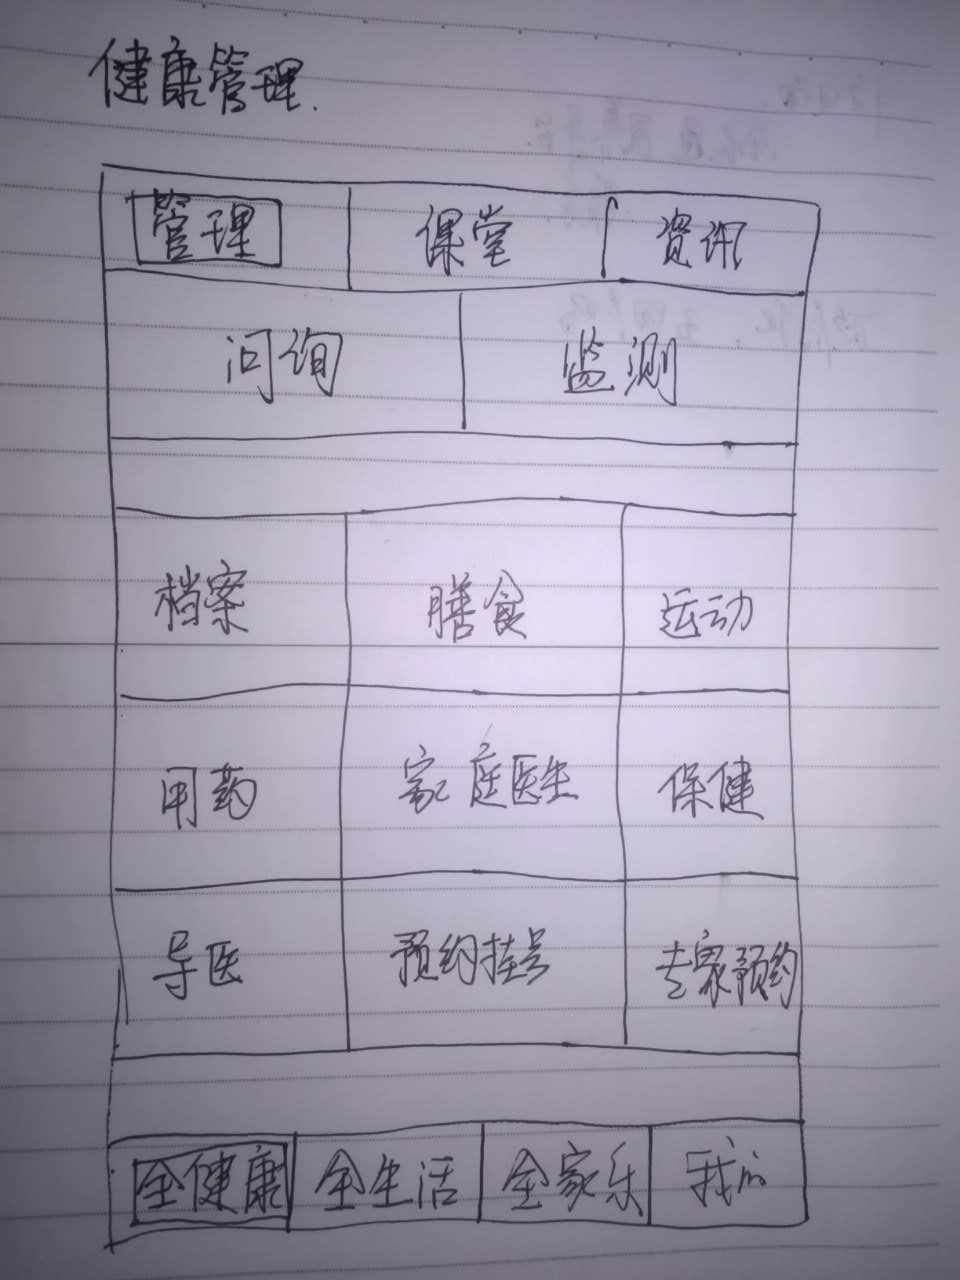 健康管理.
管理 课堂 资讯
问询 监测
档案 膳食 运动
用药 家庭医生 保健
导医 预约挂号 专家预约
全健康 全生活 全家乐 我的